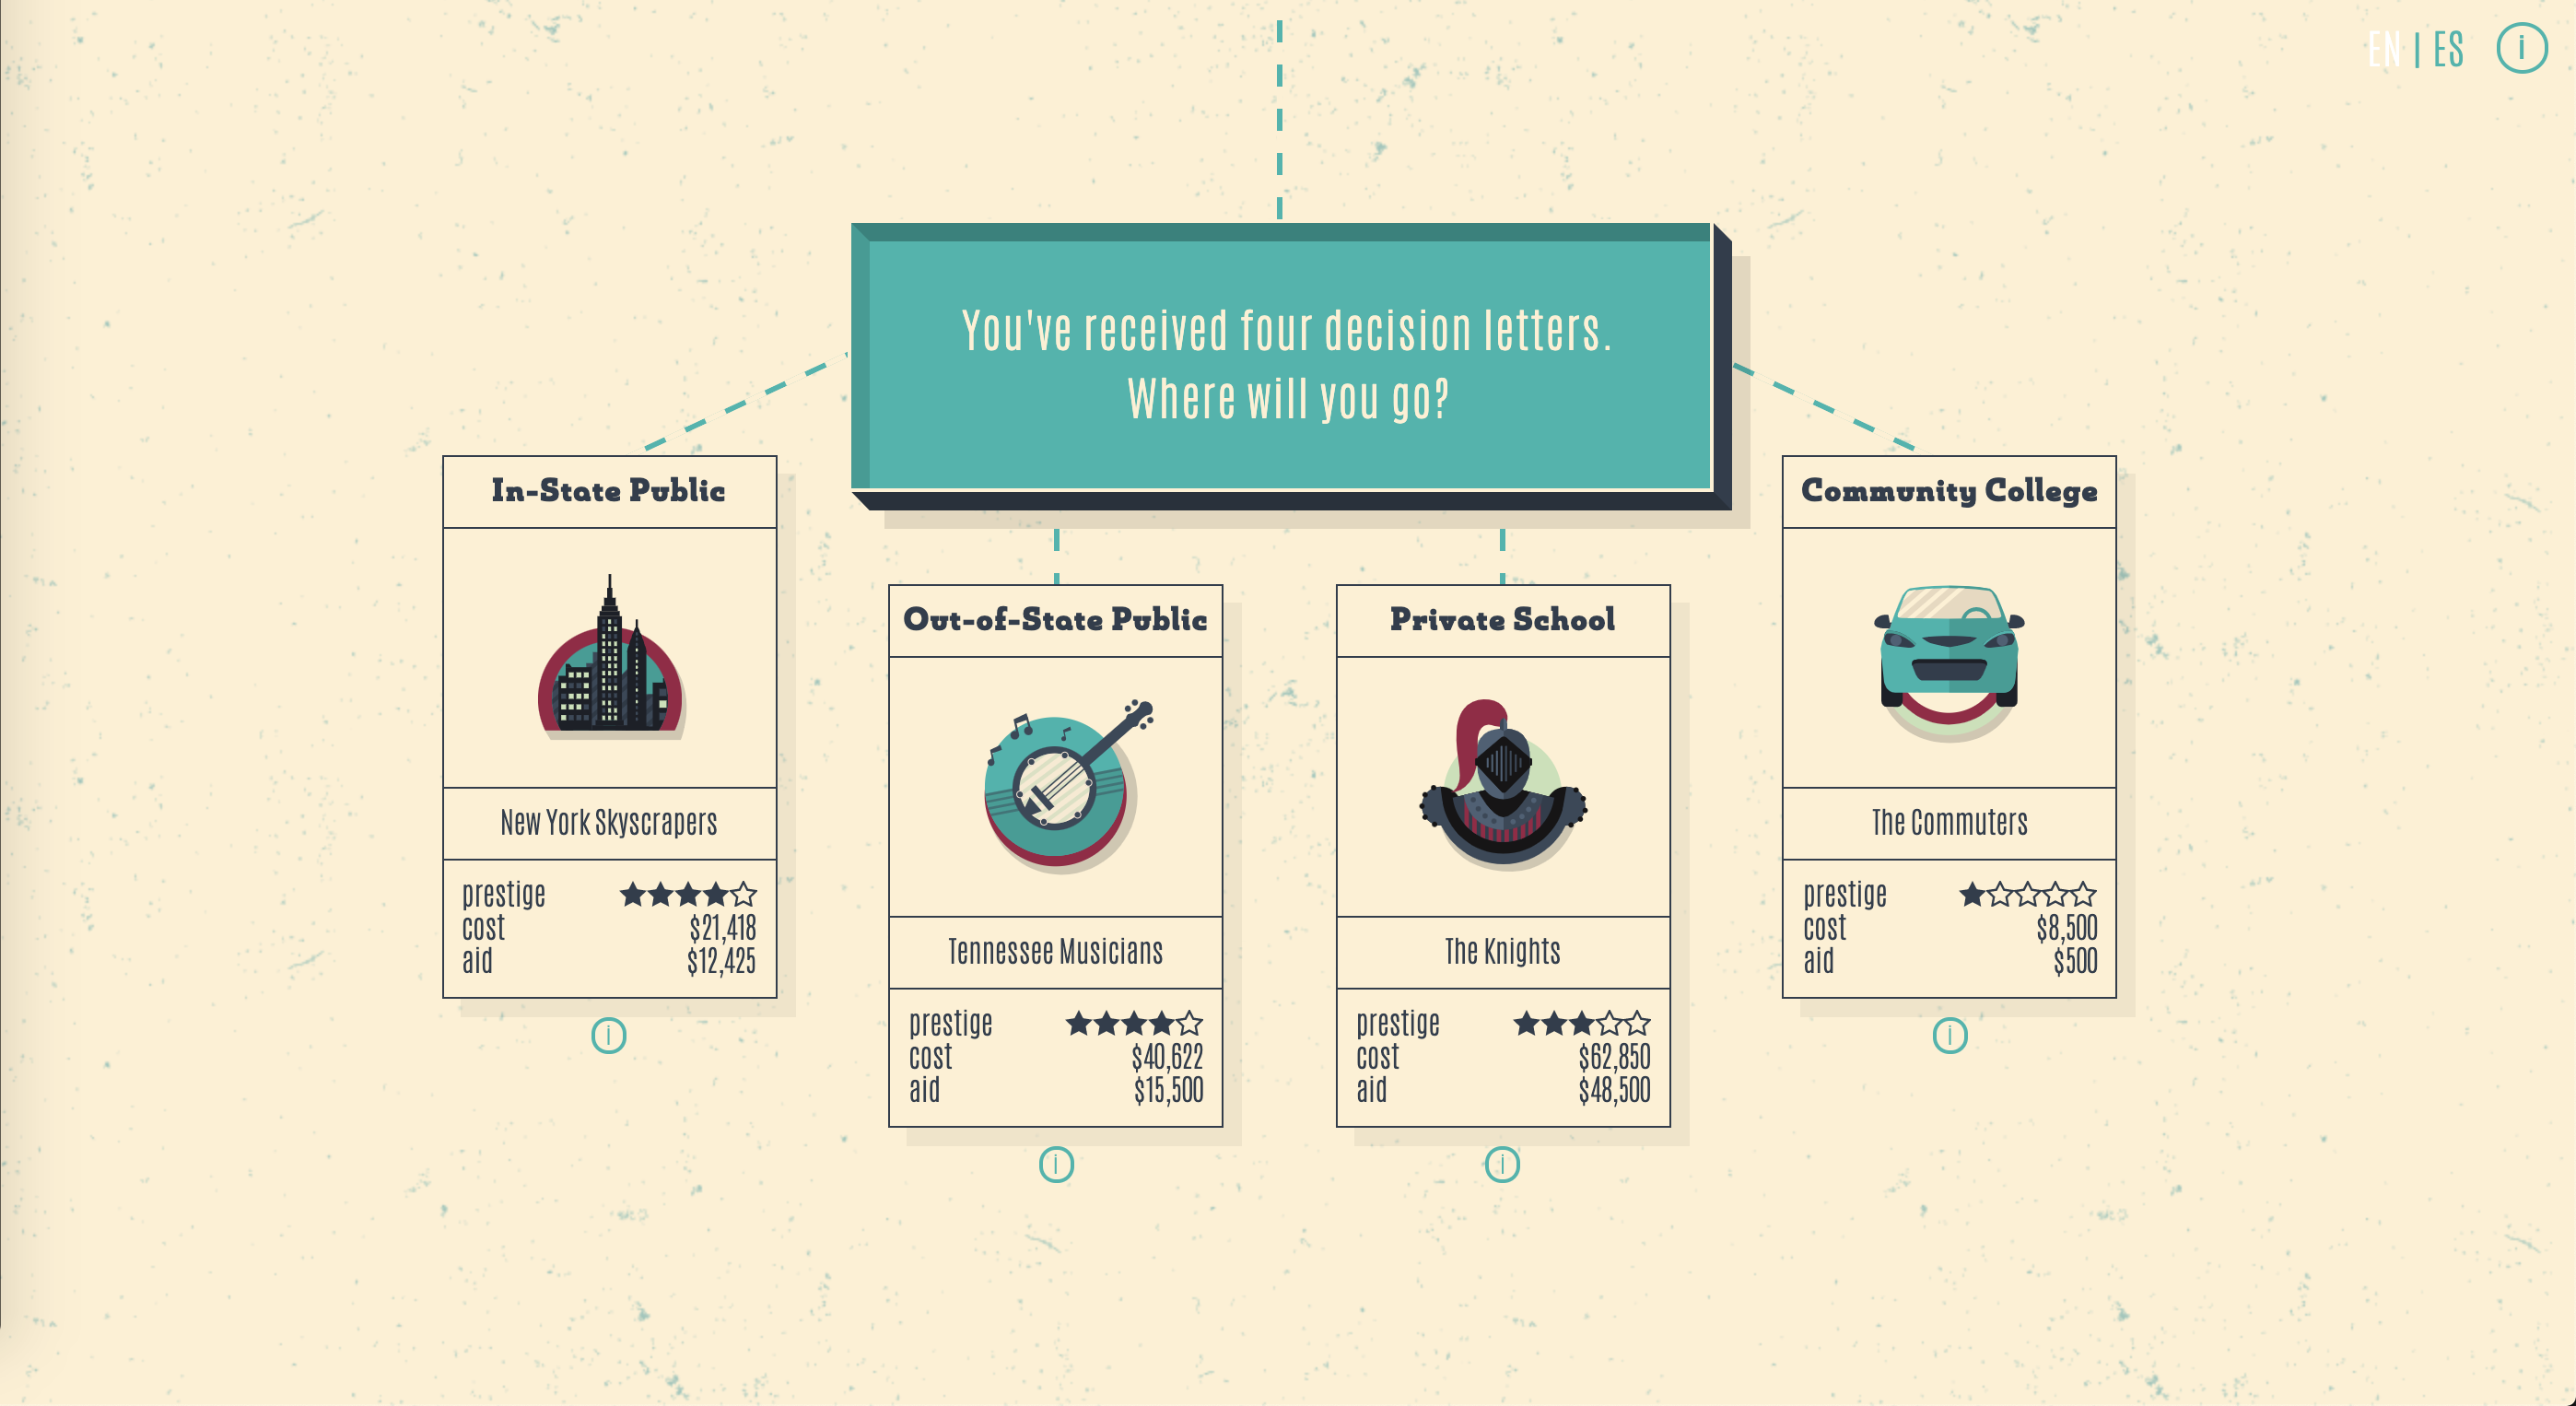 EN | ES
i
You've received four decision letters.
Where will you go?
In-State Public
New York Skyscrapers
prestige
cost $21,418
aid $12,425
i
Out-of-State Public
Tennessee Musicians
prestige
cost $40,622
aid $15,500
i
Private School
The Knights
prestige
cost $62,850
aid $48,500
i
Community College
The Commuters
prestige
cost $8,500
aid $500
i